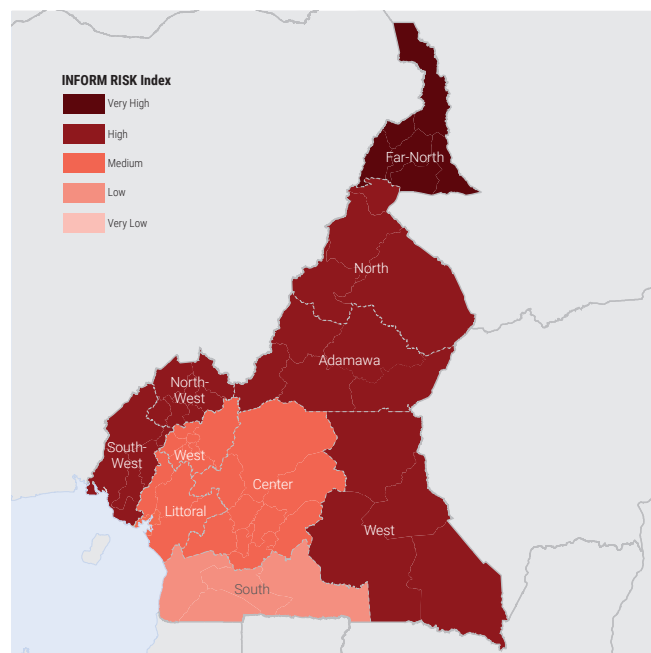 INFORM RISK Index
Very High
High
Medium
Low
Very Low
Far-North
North
Adamawa
North-
West
South-
West
West
Center
Littoral
West
South